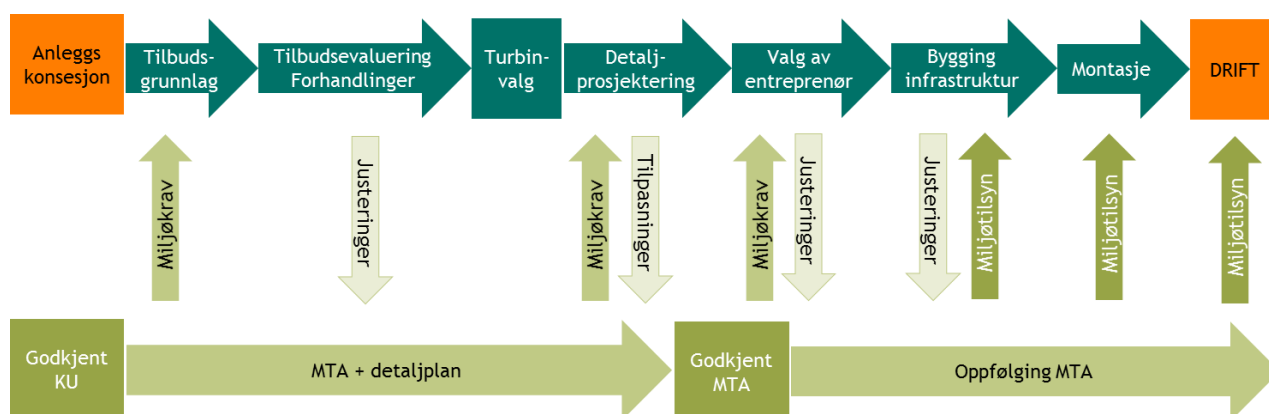 Anleggs
konsesjon
Tilbuds-
grunnlag
Tilbudsevaluering
Forhandlinger
Turbin-
valg
Detalj-
prosjektering
Valg av
entreprenør
Bygging
infrastruktur
Montasje
DRIFT
Miljøkrav
Justeringer
Miljøkrav
Tilpasninger
Miljøkrav
Justeringer
Justeringer
Miljøtilsyn
Miljøtilsyn
Miljøtilsyn
Godkjent
KU
MTA + detaljplan
Godkjent
MTA
Oppfølging MTA